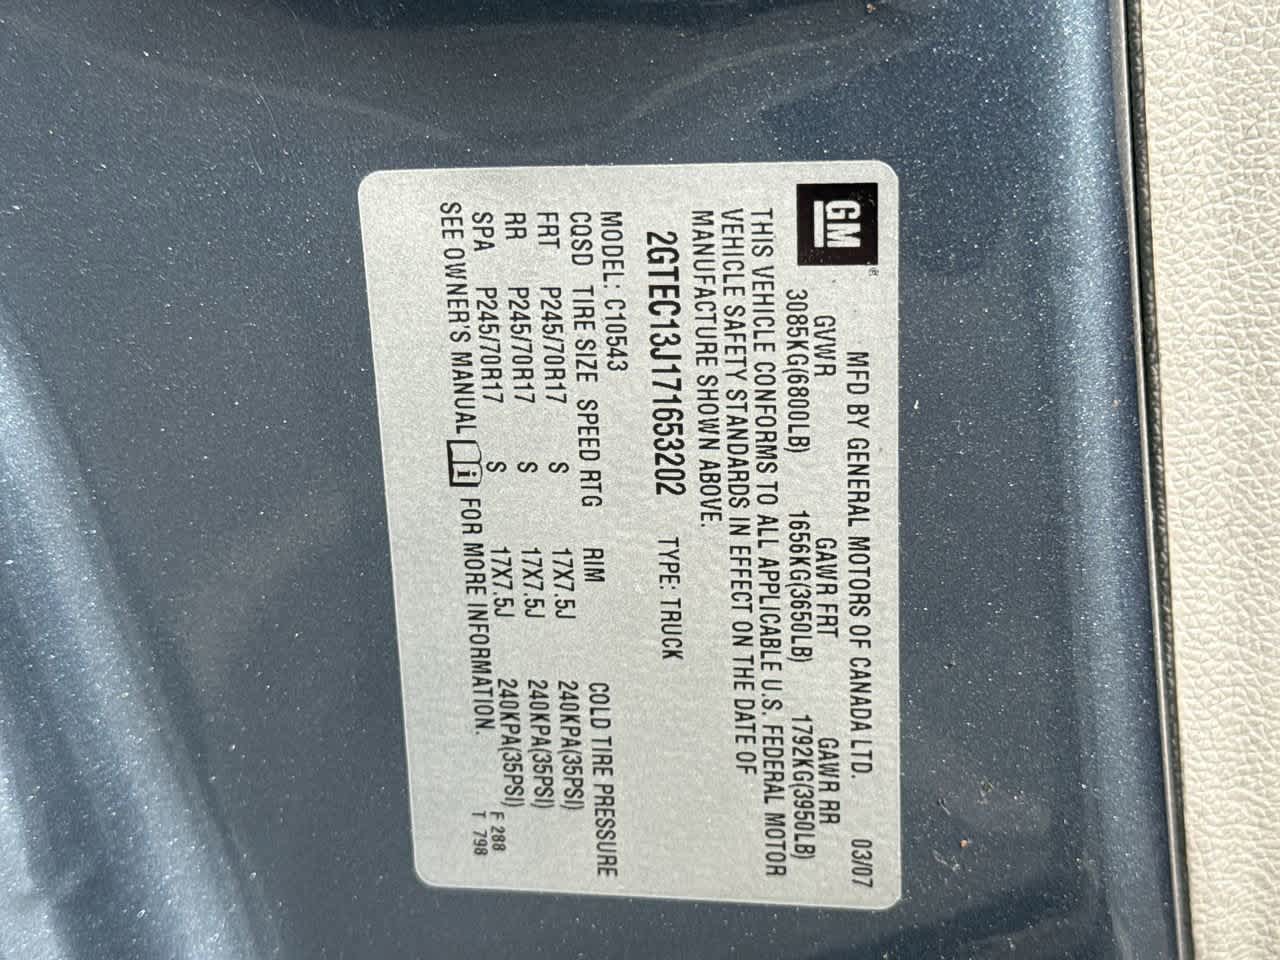 GM®
MFD BY GENERAL MOTORS OF CANADA LTD. 03/07
GVWR GAWR FRT GAWR RR
3085KG(6800LB) 1656KG(3650LB) 1792KG(3950LB)
THIS VEHICLE CONFORMS TO ALL APPLICABLE U.S. FEDERAL MOTOR
VEHICLE SAFETY STANDARDS IN EFFECT ON THE DATE OF
MANUFACTURE SHOWN ABOVE.
2GTEC13J171653202 TYPE: TRUCK
MODEL: C10543
CQSD TIRE SIZE SPEED RTG RIM COLD TIRE PRESSURE
FRT P245/70R17 S 17X7.5J 240KPA(35PSI)
RR P245/70R17 S 17X7.5J 240KPA(35PSI)
SPA P245/70R17 S 17X7.5J 240KPA(35PSI) F 288
SEE OWNER'S MANUAL i FOR MORE INFORMATION. T 798